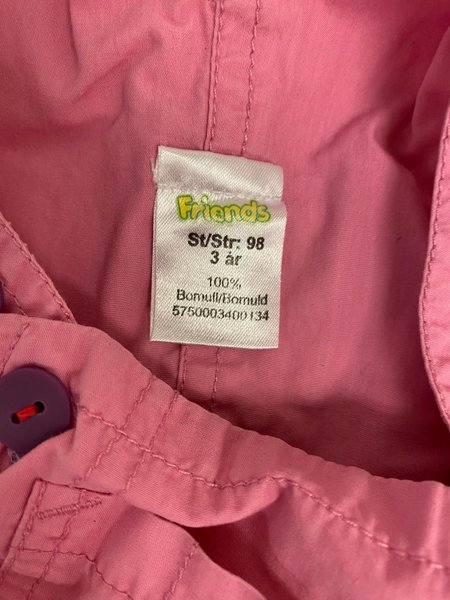 Friends
St/Str: 98
3 år
100%
Bomull/Bomuld
5750003400134